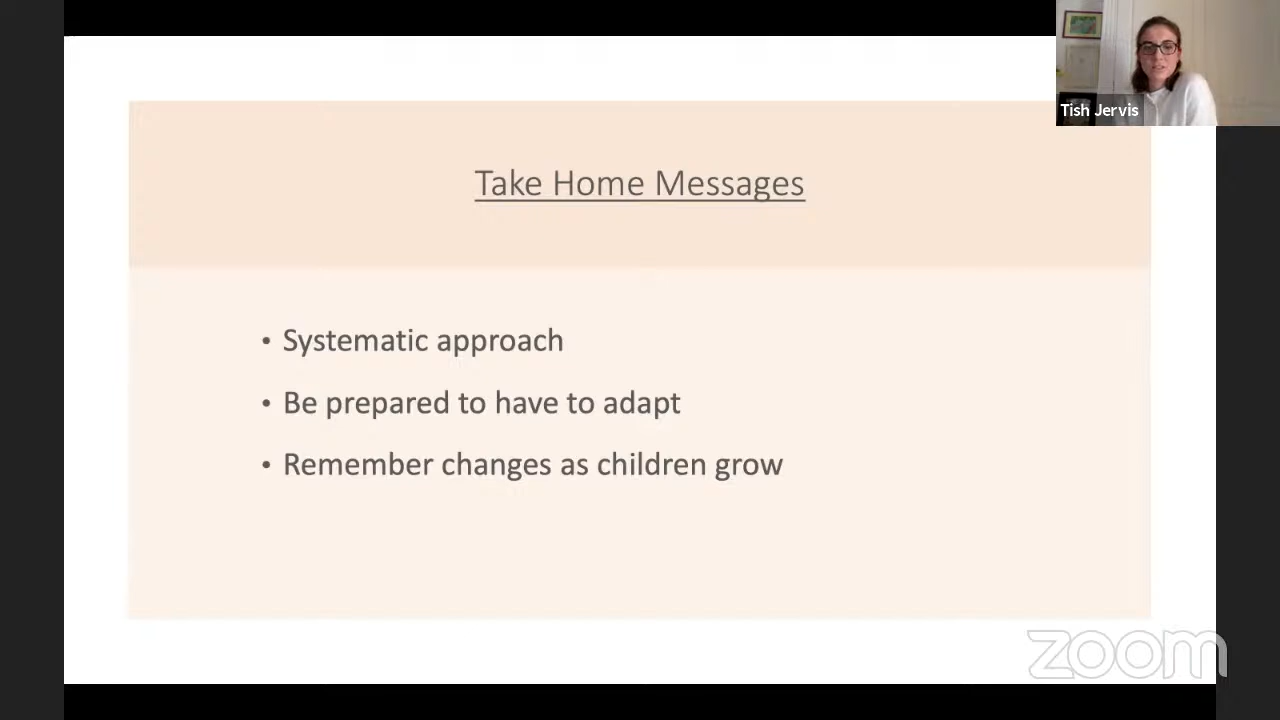 Tish Jervis
Take Home Messages
• Systematic approach
• Be prepared to have to adapt
• Remember changes as children grow
zoom